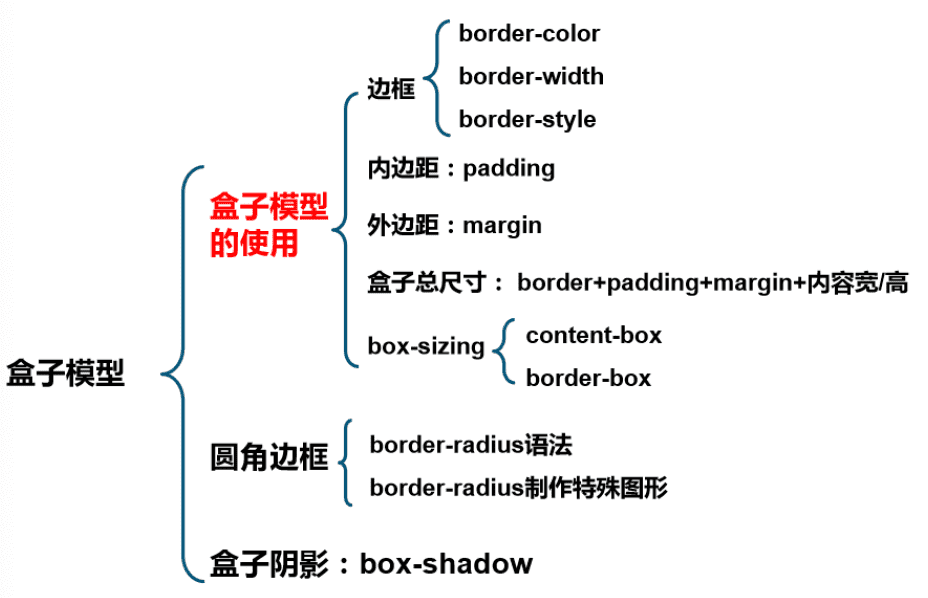 盒子模型
盒子模型
的使用
边框
border-color
border-width
border-style
内边距：padding
外边距：margin
盒子总尺寸： border+padding+margin+内容宽/高
box-sizing
content-box
border-box
圆角边框
border-radius语法
border-radius制作特殊图形
盒子阴影：box-shadow